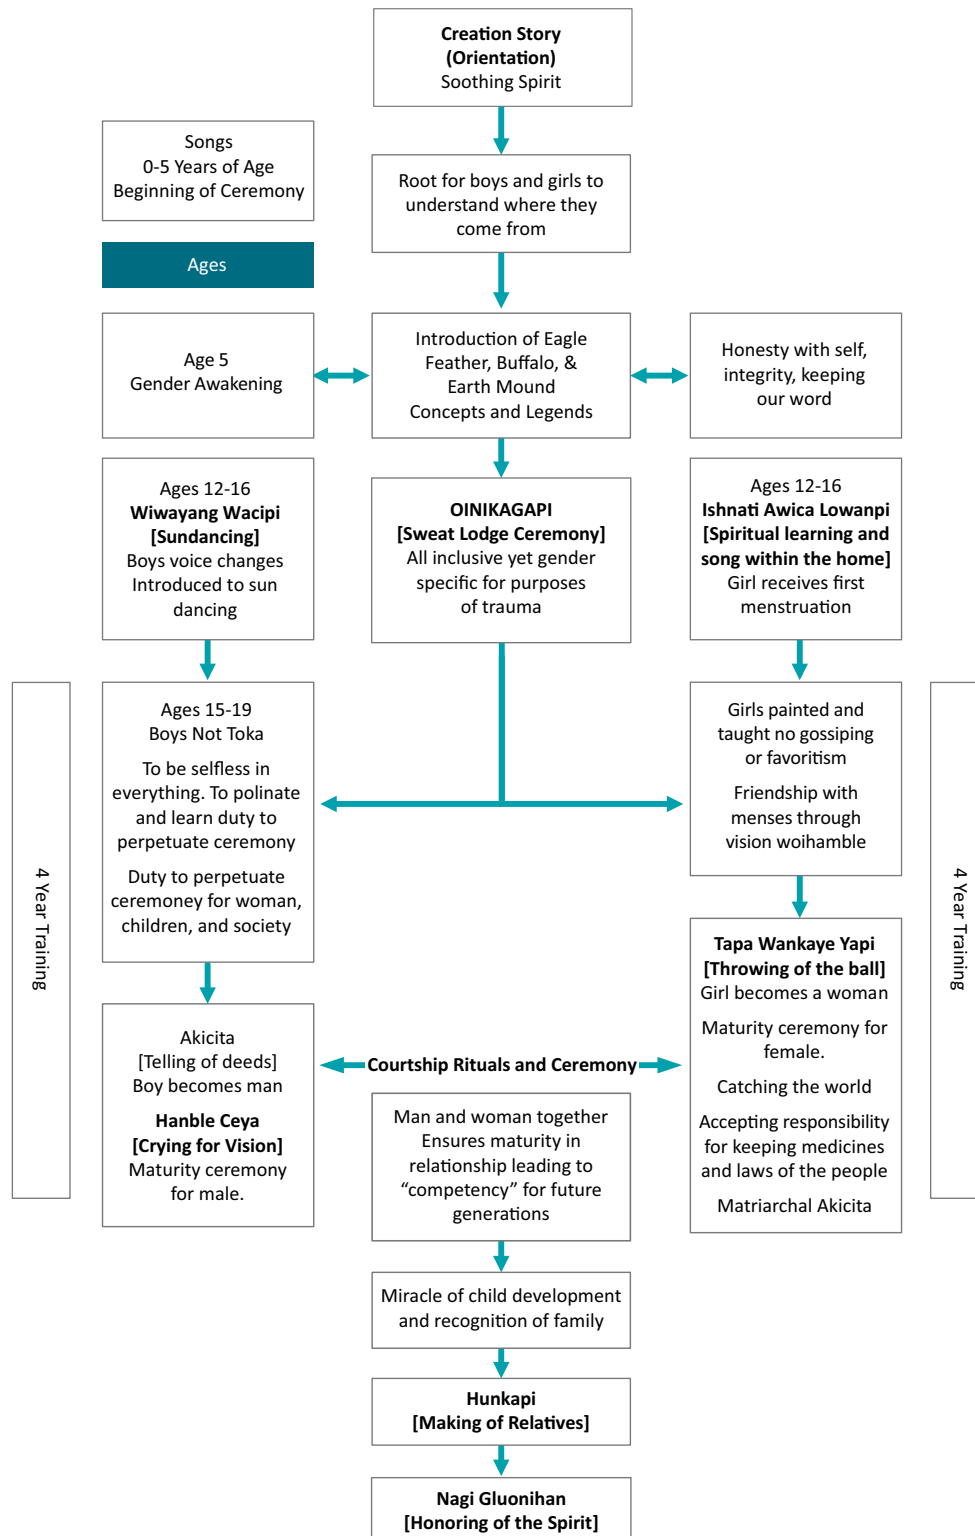 Creation Story
(Orientation)
Soothing Spirit
Songs
0-5 Years of Age
Beginning of Ceremony
Root for boys and girls to
understand where they
come from
Ages
Age 5
Gender Awakening
Introduction of Eagle
Feather, Buffalo, &
Earth Mound
Concepts and Legends
Honesty with self,
integrity, keeping
our word
Ages 12-16
Wiwayang Wacipi
[Sundancing]
Boys voice changes
Introduced to sun
dancing
OINIKAGAPI
[Sweat Lodge Ceremony]
All inclusive yet gender
specific for purposes
of trauma
Ages 12-16
Ishnati Awica Lowanpi
[Spiritual learning and
song within the home]
Girl receives first
menstruation
4 Year Training
Ages 15-19
Boys Not Toka
To be selfless in
everything. To polinate
and learn duty to
perpetuate ceremony
Duty to perpetuate
ceremoney for woman,
children, and society
Girls painted and
taught no gossiping
or favoritism
Friendship with
menses through
vision woihamble
4 Year Training
Akicita
[Telling of deeds]
Boy becomes man
Hanble Ceya
[Crying for Vision]
Maturity ceremony
for male.
Courtship Rituals and Ceremony
Tapa Wankaye Yapi
[Throwing of the ball]
Girl becomes a woman
Maturity ceremony for
female.
Catching the world
Accepting responsibility
for keeping medicines
and laws of the people
Matriarchal Akicita
Man and woman together
Ensures maturity in
relationship leading to
“competency” for future
generations
Miracle of child development
and recognition of family
Hunkapi
[Making of Relatives]
Nagi Gluonihan
[Honoring of the Spirit]